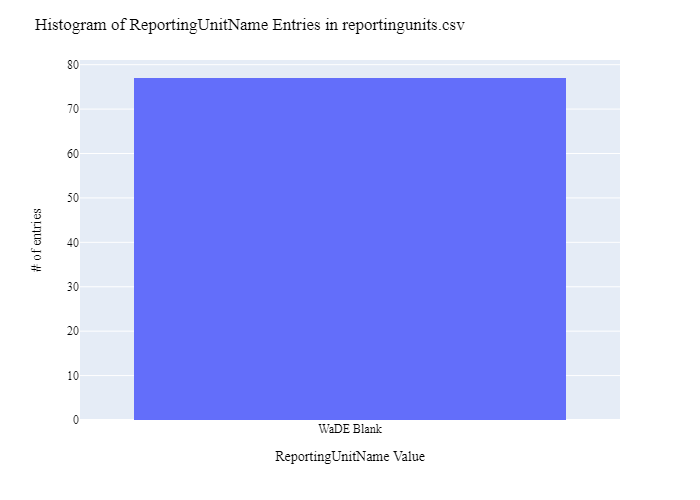 Histogram of ReportingUnitName Entries in reportingunits.csv
80
70
60
50
40
30
20
10
0
# of entries
WaDE Blank
ReportingUnitName Value